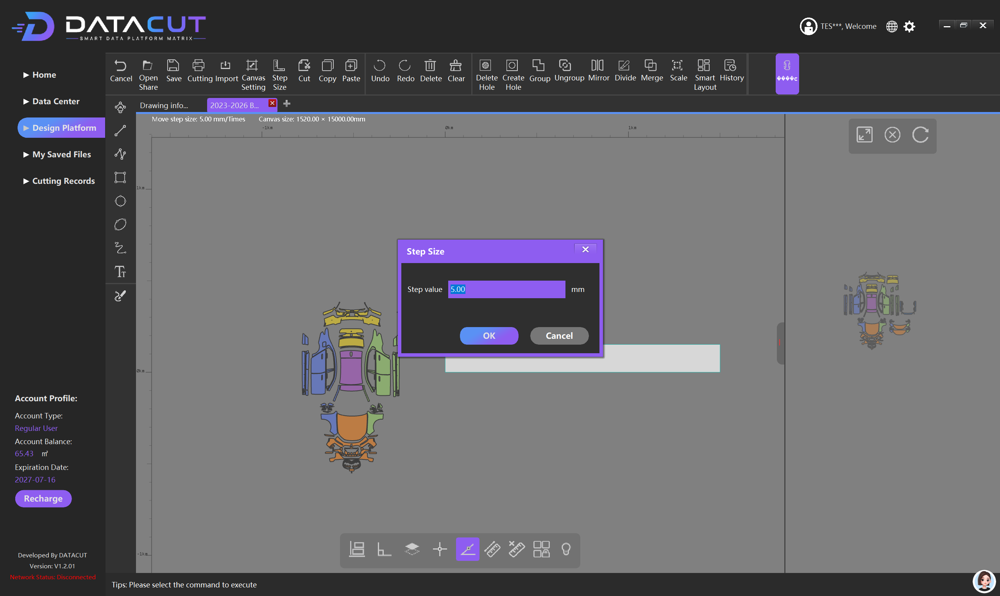 DATACUT
SMART DATA PLATFORM MATRIX
TES***, Welcome
Home
Data Center
Design Platform
My Saved Files
Cutting Records
Cancel
Open Share
Save
Cutting
Import
Canvas Setting
Step Size
Cut
Copy
Paste
Undo
Redo
Delete
Clear
Delete Hole
Create Hole
Group
Ungroup
Mirror
Divide
Merge
Scale
Smart Layout
History
Drawing info...
2023-2026 B...
Move step size: 5.00 mm/Times
Canvas size: 1520.00 × 15000.00mm
-1km
0km
1km
1km
0km
-1km
Step Size
Step value
5.00
mm
OK
Cancel
Account Profile:
Account Type:
Regular User
Account Balance:
65.43 ㎡
Expiration Date:
2027-07-16
Recharge
Developed By DATACUT
Version: V1.2.01
Network Status: Disconnected
Tips: Please select the command to execute